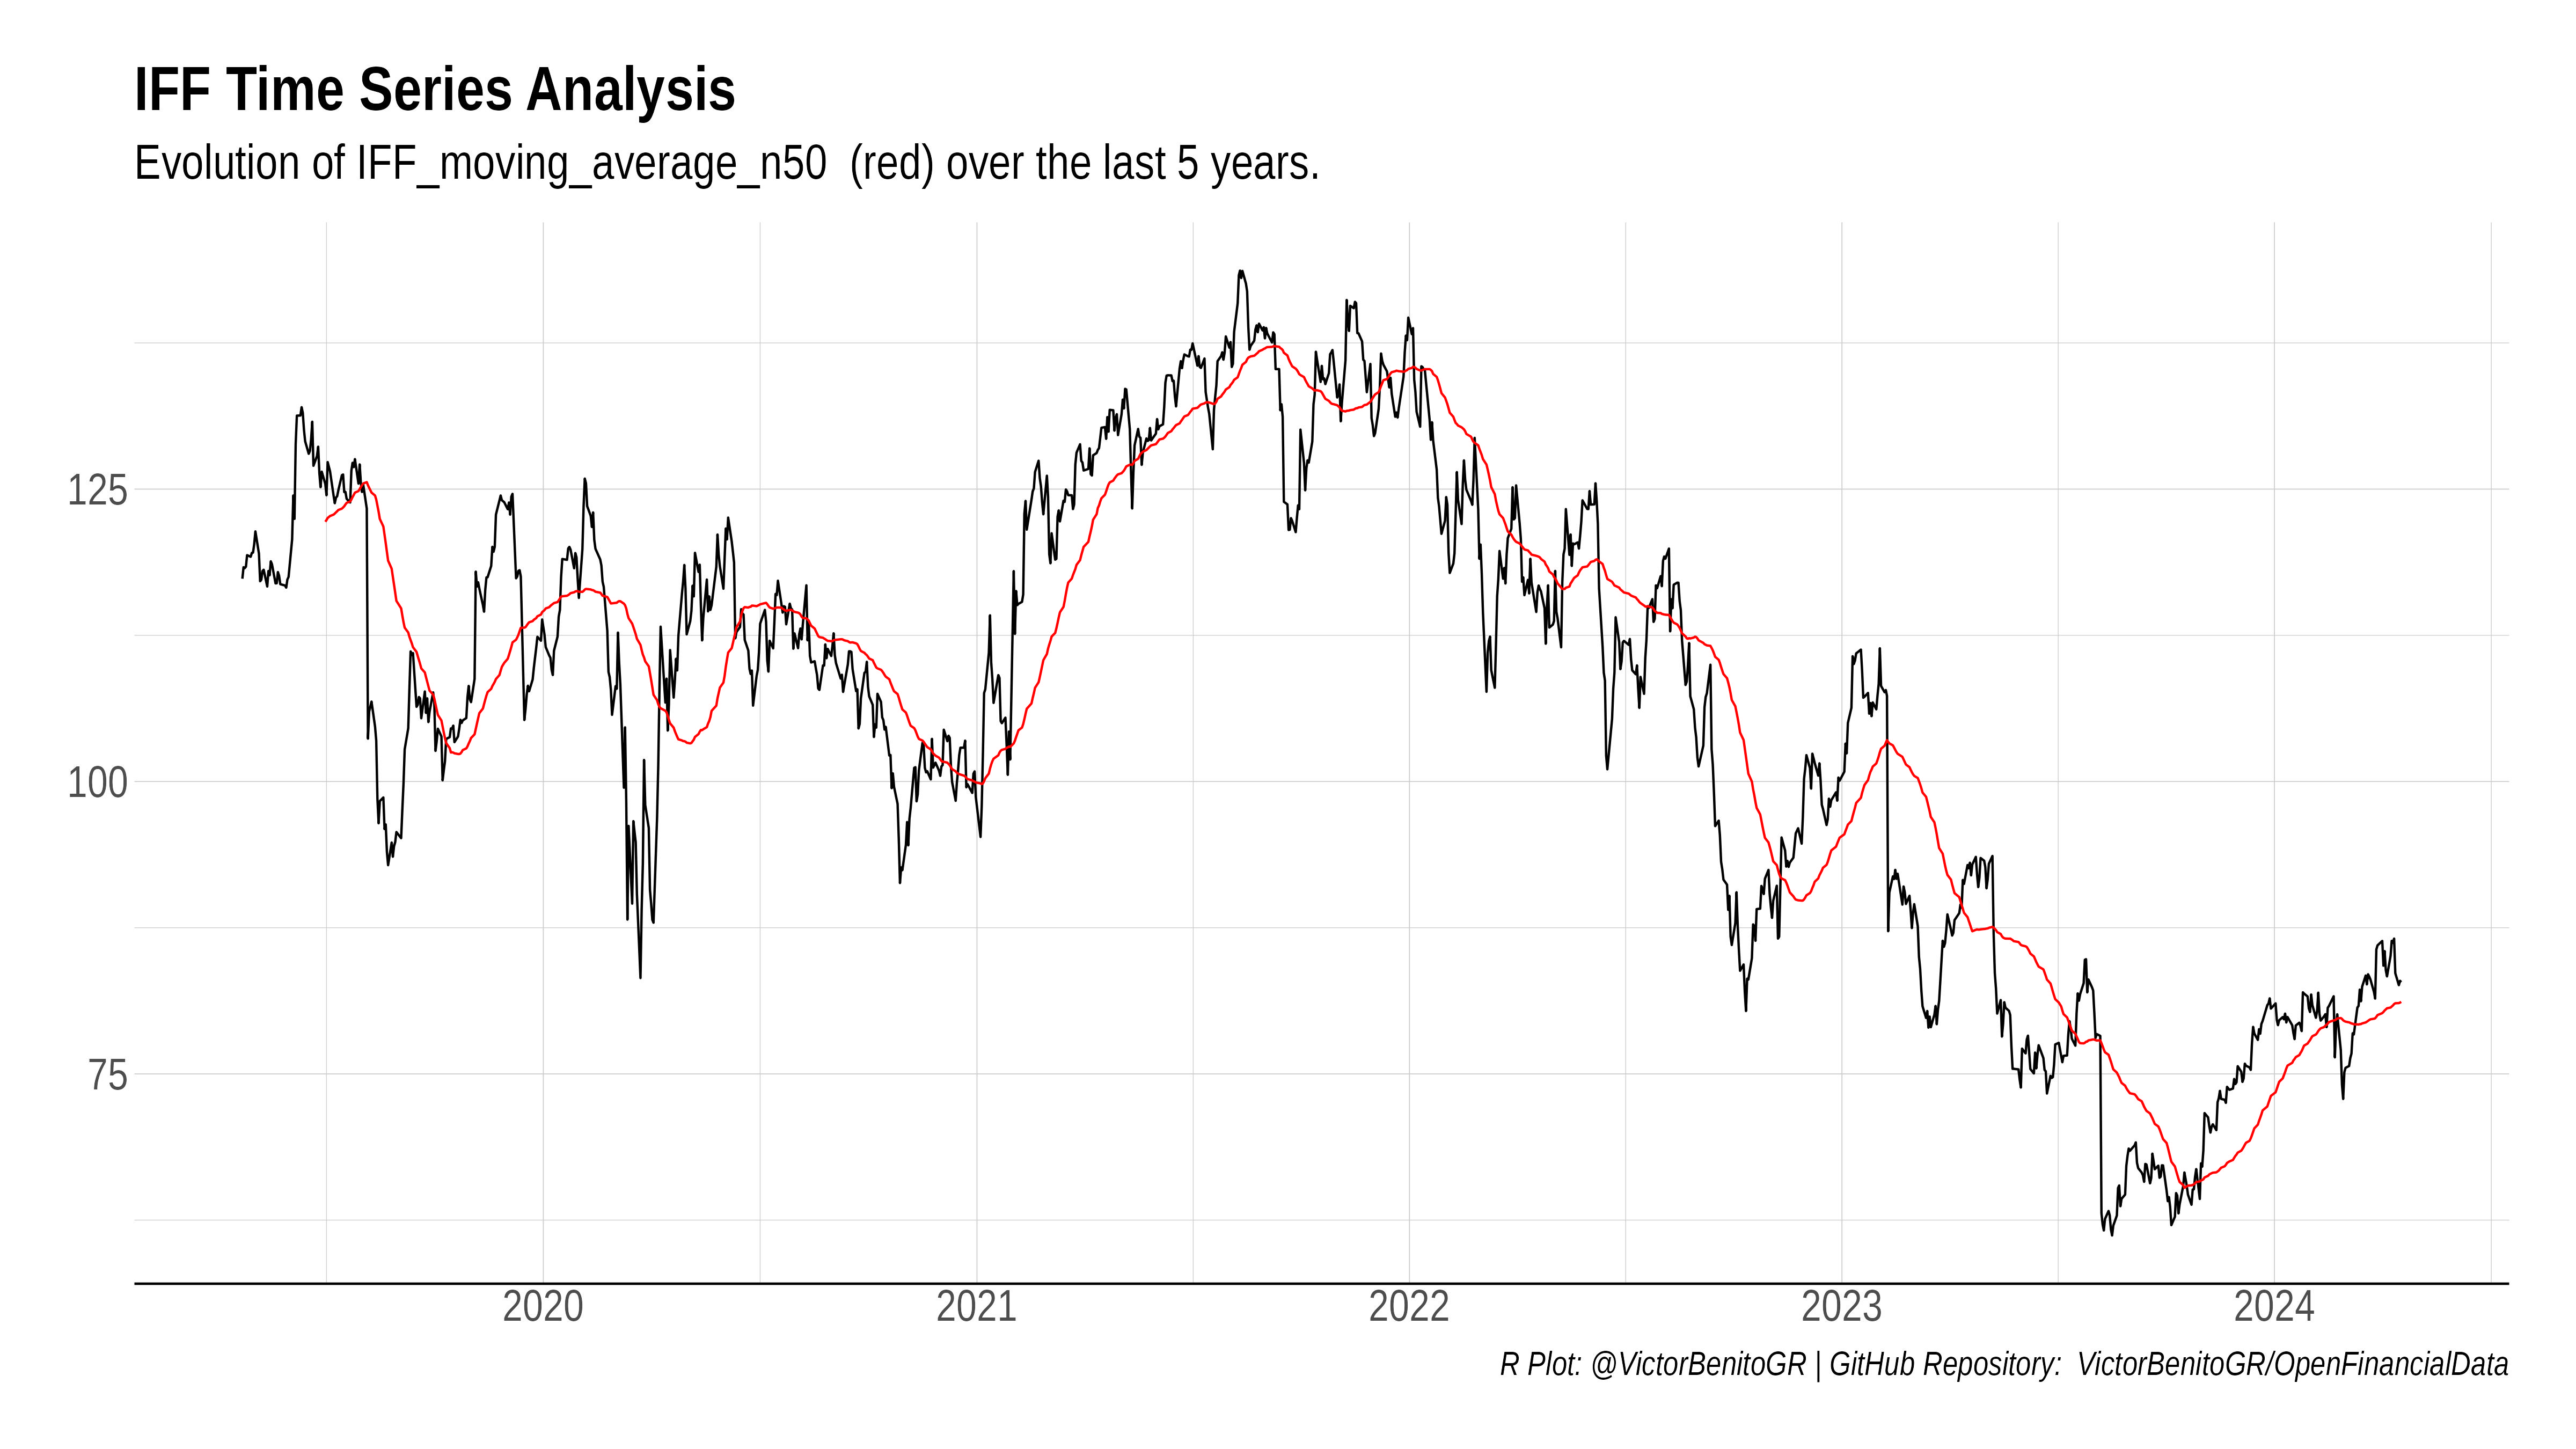 IFF Time Series Analysis
Evolution of IFF_moving_average_n50  (red) over the last 5 years.
125
100
75
2020 2021 2022 2023 2024
R Plot: @VictorBenitoGR | GitHub Repository:  VictorBenitoGR/OpenFinancialData